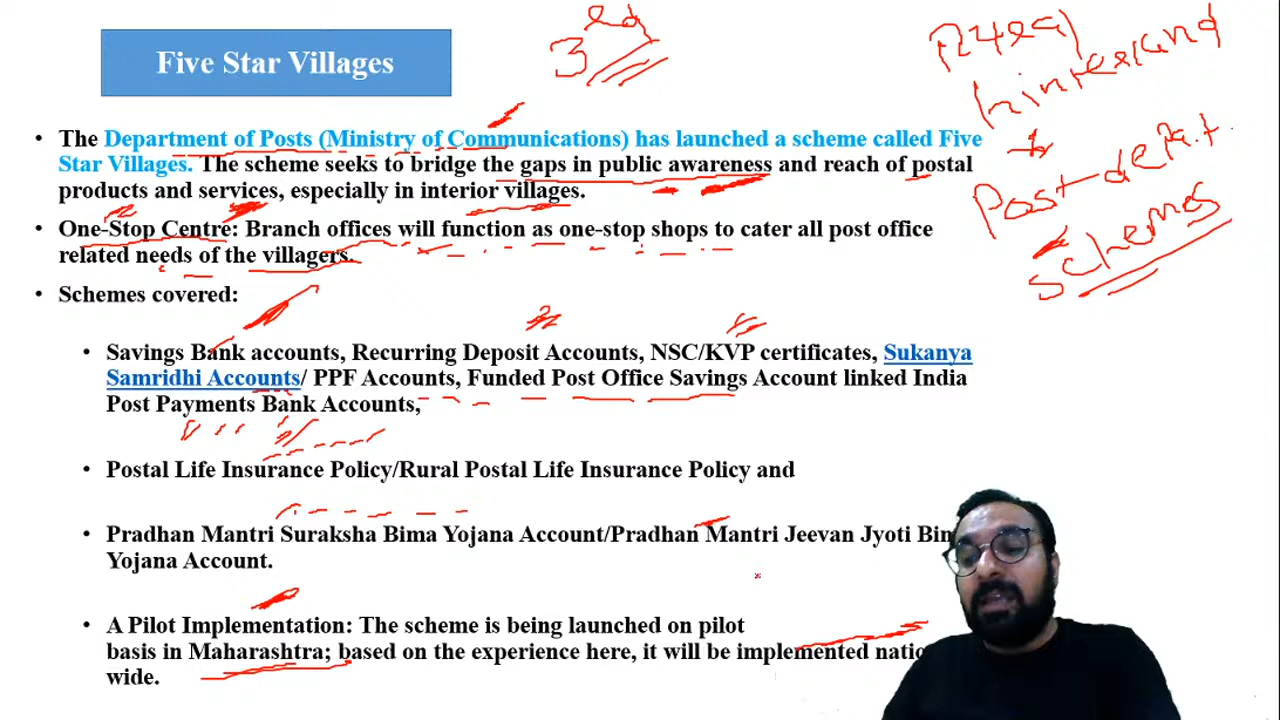 Five Star Villages
3
Rural
hinterland
Post-dept.
schemes
• The Department of Posts (Ministry of Communications) has launched a scheme called Five
Star Villages. The scheme seeks to bridge the gaps in public awareness and reach of postal
products and services, especially in interior villages.
• One-Stop Centre: Branch offices will function as one-stop shops to cater all post office
related needs of the villagers.
• Schemes covered:
• Savings Bank accounts, Recurring Deposit Accounts, NSC/KVP certificates, Sukanya
Samridhi Accounts/ PPF Accounts, Funded Post Office Savings Account linked India
Post Payments Bank Accounts,
• Postal Life Insurance Policy/Rural Postal Life Insurance Policy and
• Pradhan Mantri Suraksha Bima Yojana Account/Pradhan Mantri Jeevan Jyoti
Yojana Account.
• A Pilot Implementation: The scheme is being launched on pilot
basis in Maharashtra; based on the experience here, it will be implemented
wide.